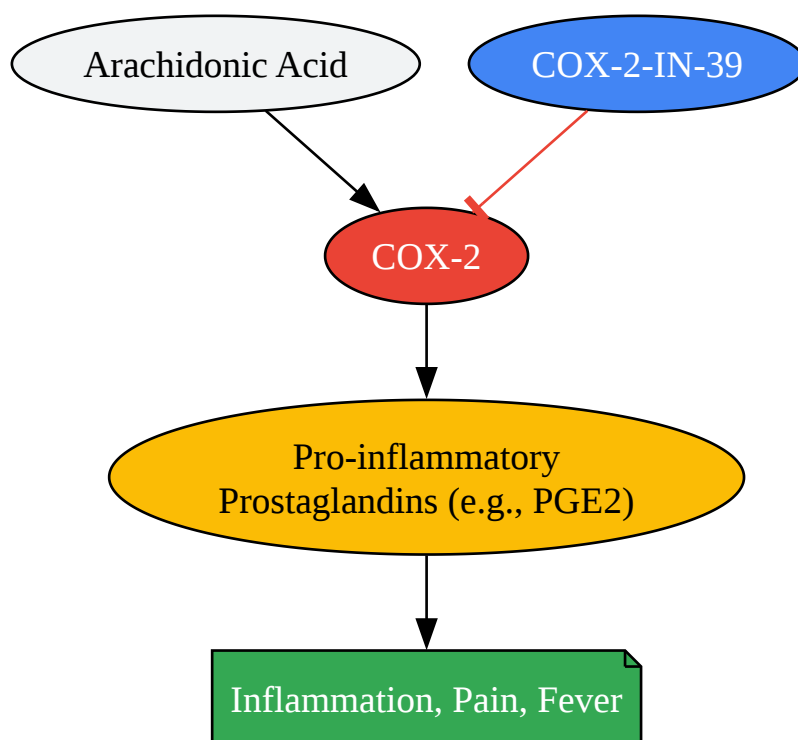 Arachidonic Acid
COX-2-IN-39
COX-2
Pro-inflammatory
Prostaglandins (e.g., PGE2)
Inflammation, Pain, Fever